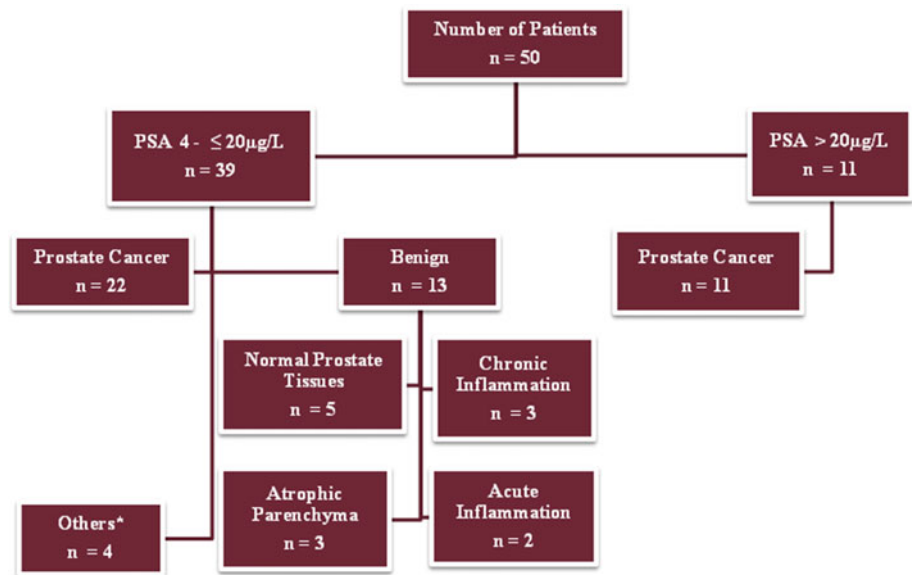 Number of Patients
n = 50
PSA 4 - ≤ 20µg/L
n = 39
PSA > 20µg/L
n = 11
Prostate Cancer
n = 22
Benign
n = 13
Prostate Cancer
n = 11
Normal Prostate
Tissues
n = 5
Chronic
Inflammation
n = 3
Others*
n = 4
Atrophic
Parenchyma
n = 3
Acute
Inflammation
n = 2